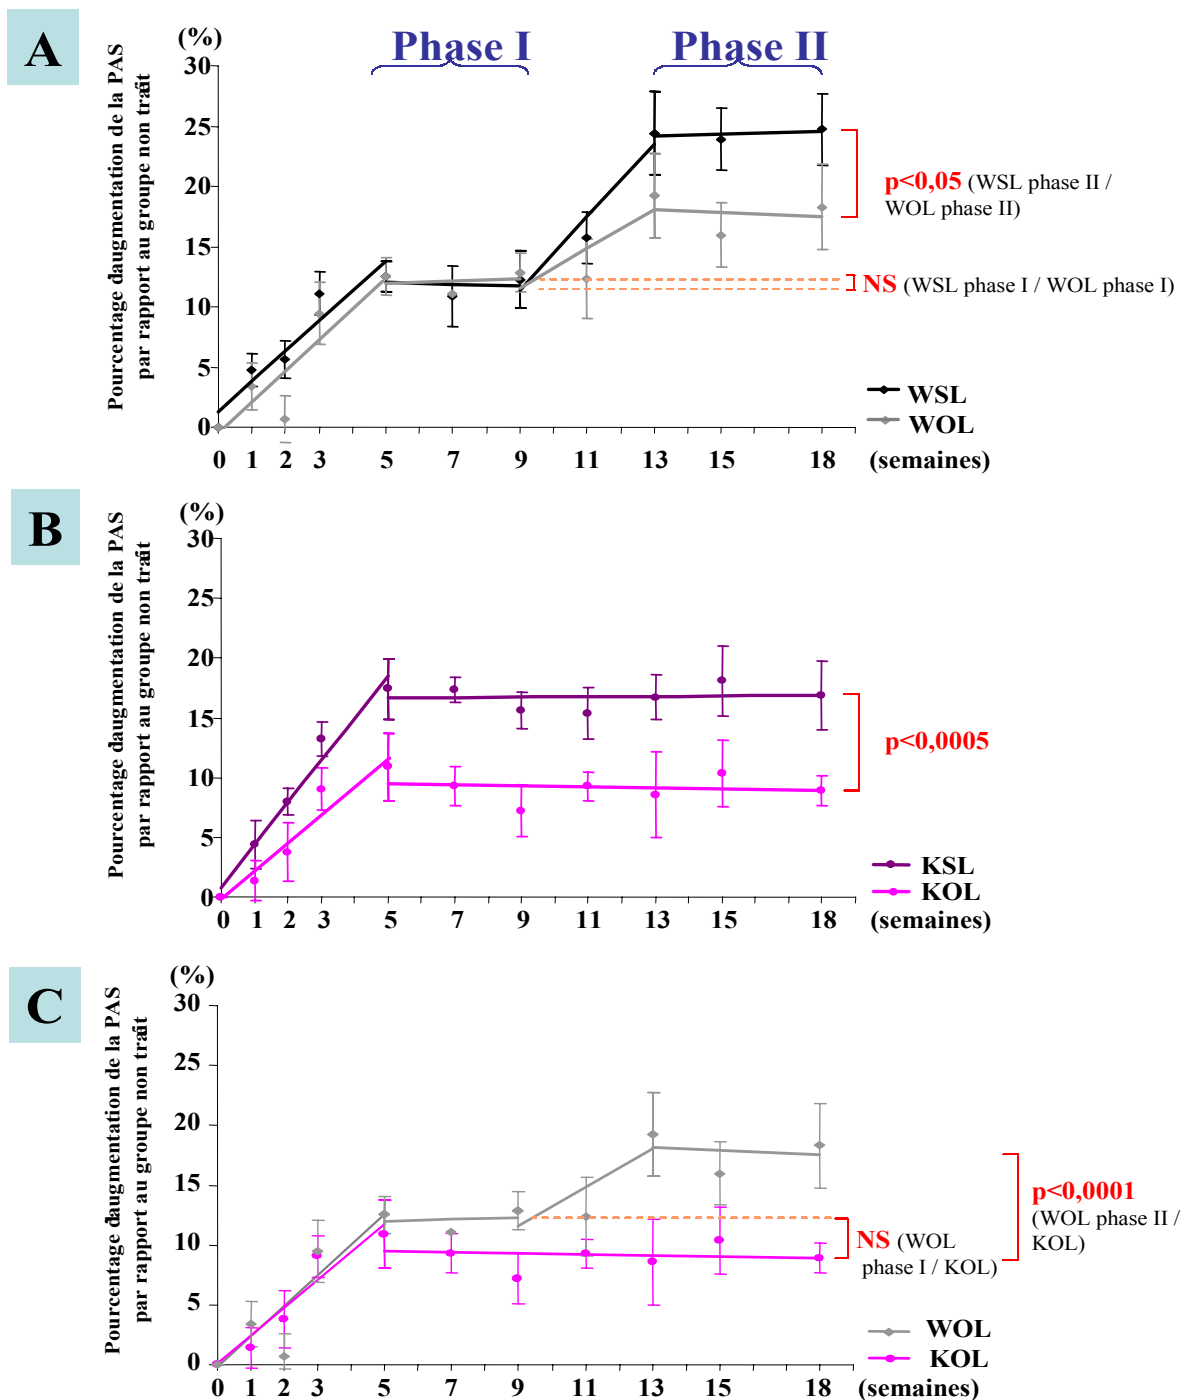 A
(%)
Phase I
Phase II
Pourcentage daugmentation de la PAS
par rapport au groupe non trait
30
25
20
15
10
5
0
p<0,05 (WSL phase II /
WOL phase II)
NS (WSL phase I / WOL phase I)
WSL
WOL
0 1 2 3 5 7 9 11 13 15 18 (semaines)
B
(%)
Pourcentage daugmentation de la PAS
par rapport au groupe non trait
30
25
20
15
10
5
0
p<0,0005
KSL
KOL
0 1 2 3 5 7 9 11 13 15 18 (semaines)
C
(%)
Pourcentage daugmentation de la PAS
par rapport au groupe non trait
30
25
20
15
10
5
0
p<0,0001
(WOL phase II /
KOL)
NS (WOL
phase I / KOL)
WOL
KOL
0 1 2 3 5 7 9 11 13 15 18 (semaines)